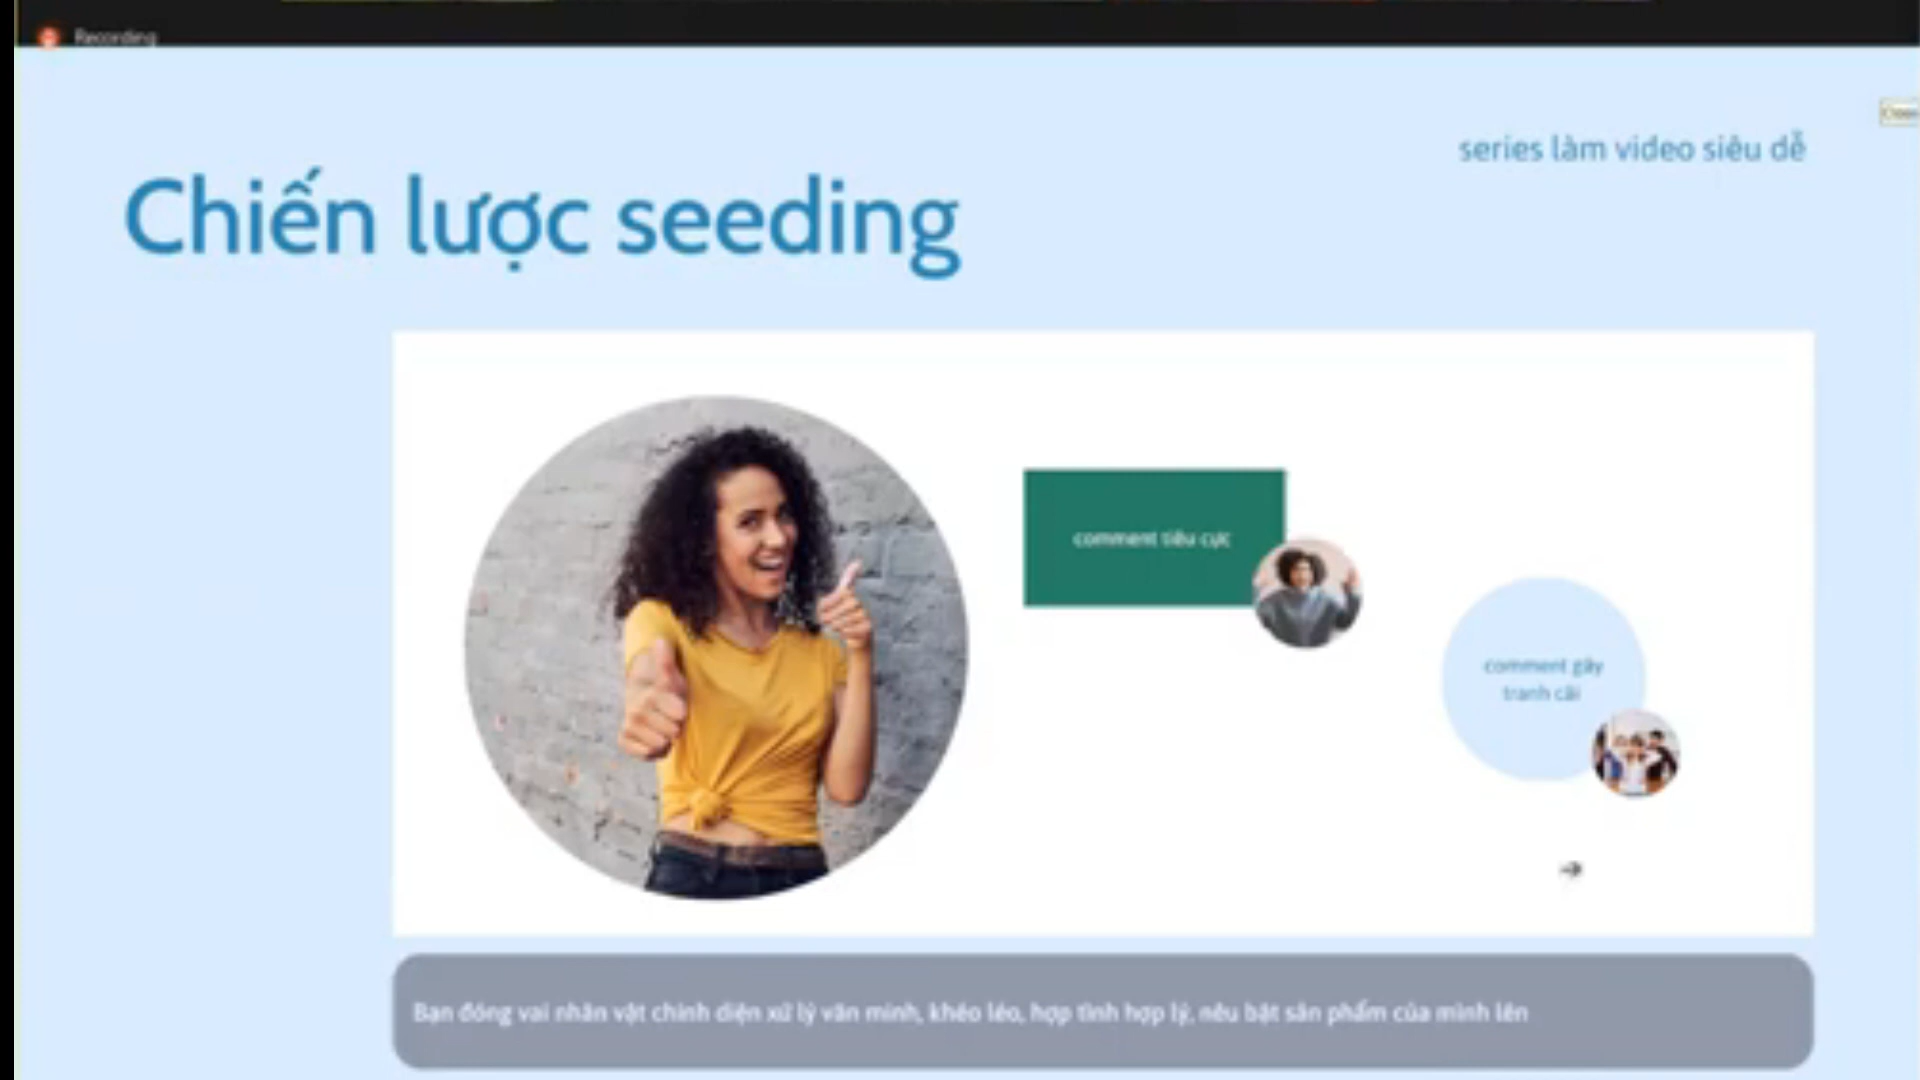 Recording
series làm video siêu dễ
Chiến lược seeding
comment tiêu cực
comment gây
tranh cãi
Bạn đóng vai nhân vật chính diện xử lý văn minh, khéo léo, hợp tình hợp lý, nêu bật sản phẩm của mình lên